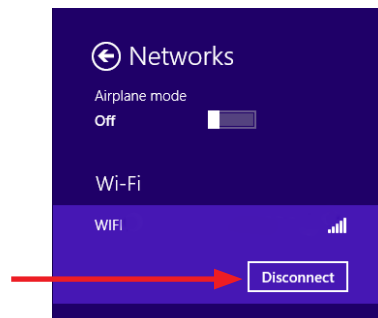 Networks
Airplane mode
Off
Wi-Fi
WIFI
Disconnect